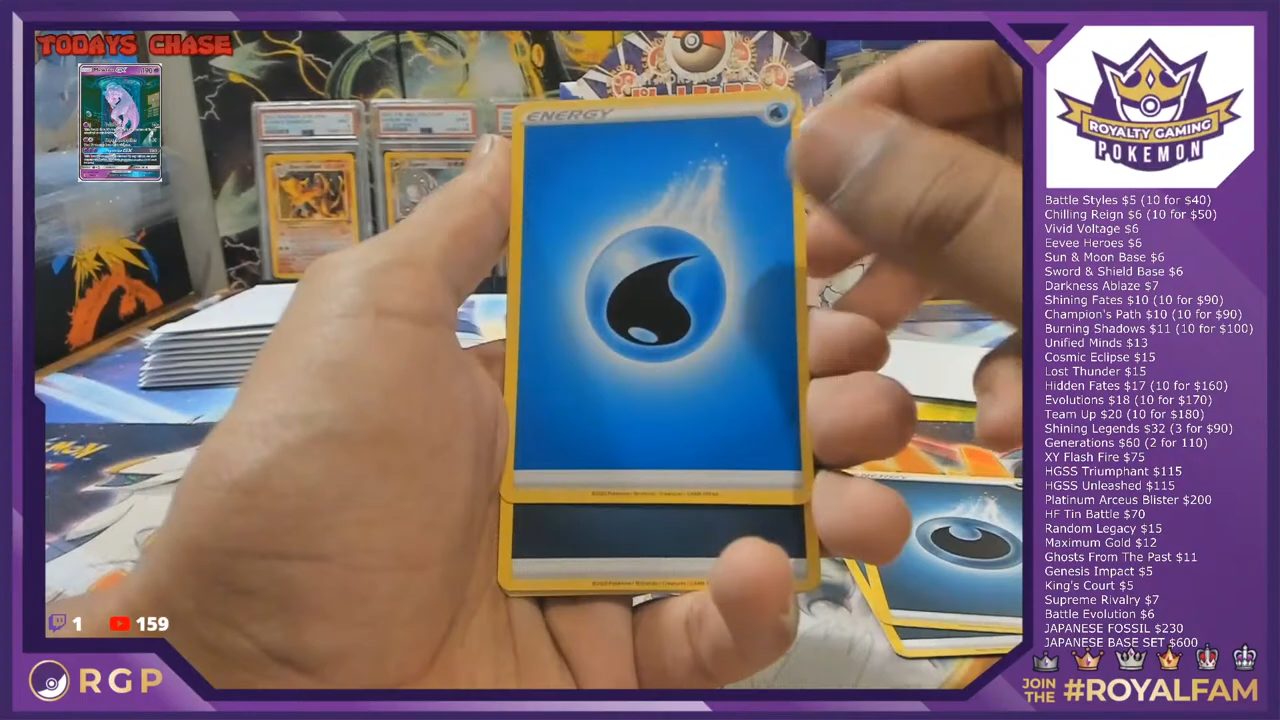 TODAYS CHASE
ENERGY
ROYALTY GAMING
POKEMON
Battle Styles $5 (10 for $40)
Chilling Reign $6 (10 for $50)
Vivid Voltage $6
Eevee Heroes $6
Sun & Moon Base $6
Sword & Shield Base $6
Darkness Ablaze $7
Shining Fates $10 (10 for $90)
Champion's Path $10 (10 for $90)
Burning Shadows $11 (10 for $100)
Unified Minds $13
Cosmic Eclipse $15
Lost Thunder $15
Hidden Fates $17 (10 for $160)
Evolutions $18 (10 for $170)
Team Up $20 (10 for $180)
Shining Legends $32 (3 for $90)
Generations $60 (2 for 110)
XY Flash Fire $75
HGSS Triumphant $115
HGSS Unleashed $115
Platinum Arceus Blister $200
HF Tin Battle $70
Random Legacy $15
Maximum Gold $12
Ghosts From The Past $11
Genesis Impact $5
King's Court $5
Supreme Rivalry $7
Battle Evolution $6
JAPANESE FOSSIL $230
JAPANESE BASE SET $600
1 159
RGP
JOIN THE #ROYALFAM